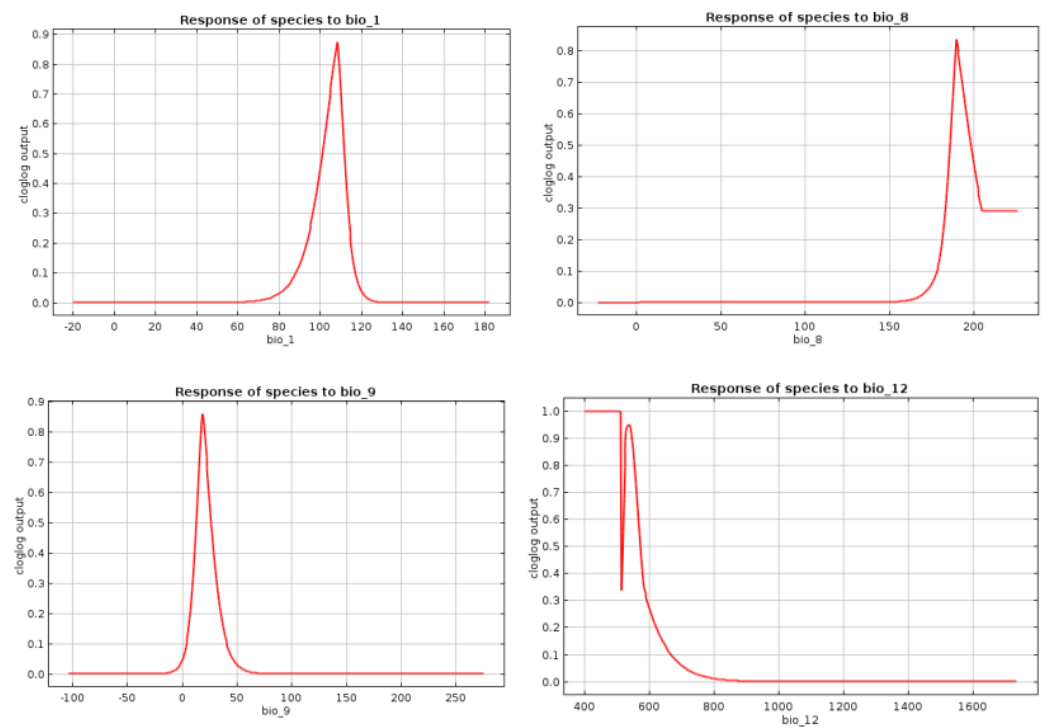 Response of species to bio_1
0.9
0.8
0.7
0.6
0.5
0.4
0.3
0.2
0.1
0.0
cloglog output
-20 0 20 40 60 80 100 120 140 160 180
bio_1
Response of species to bio_8
0.8
0.7
0.6
0.5
0.4
0.3
0.2
0.1
0.0
cloglog output
0 50 100 150 200
bio_8
Response of species to bio_9
0.9
0.8
0.7
0.6
0.5
0.4
0.3
0.2
0.1
0.0
cloglog output
-100 -50 0 50 100 150 200 250
bio_9
Response of species to bio_12
1.0
0.9
0.8
0.7
0.6
0.5
0.4
0.3
0.2
0.1
0.0
cloglog output
400 600 800 1000 1200 1400 1600
bio_12